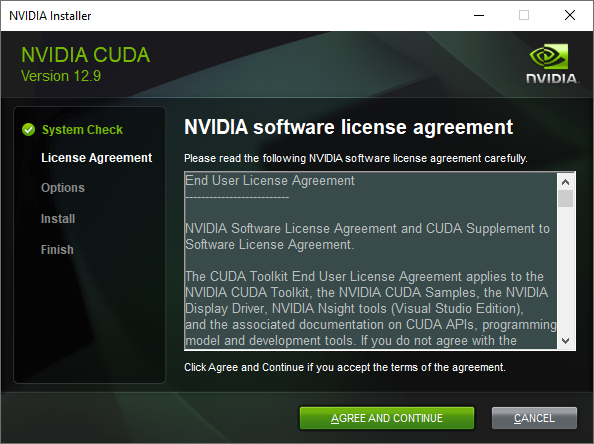 NVIDIA Installer
NVIDIA CUDA
Version 12.9
NVIDIA.
System Check
License Agreement
Options
Install
Finish
NVIDIA software license agreement
Please read the following NVIDIA software license agreement carefully.
End User License Agreement
--------------------------
NVIDIA Software License Agreement and CUDA Supplement to
Software License Agreement.
The CUDA Toolkit End User License Agreement applies to the
NVIDIA CUDA Toolkit, the NVIDIA CUDA Samples, the NVIDIA
Display Driver, NVIDIA Nsight tools (Visual Studio Edition),
and the associated documentation on CUDA APIs, programming
model and development tools. If you do not agree with the
Click Agree and Continue if you accept the terms of the agreement.
AGREE AND CONTINUE
CANCEL